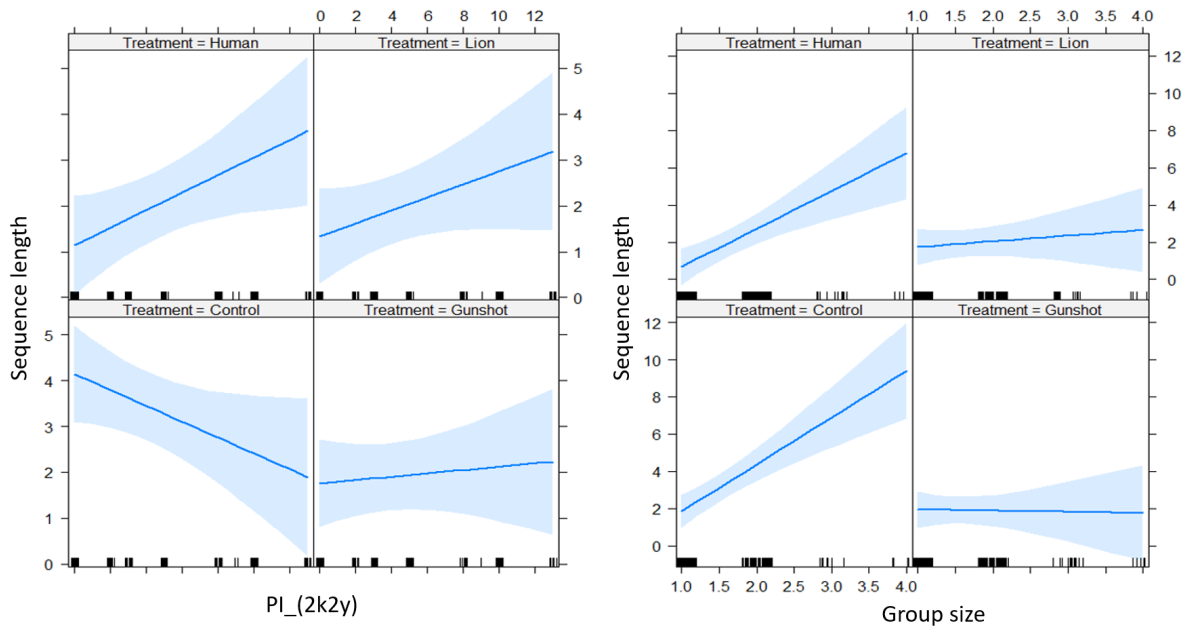 0 2 4 6 8 10 12
Treatment = Human Treatment = Lion
5
4
3
2
1
0
Treatment = Control Treatment = Gunshot
5
4
3
2
1
0
Sequence length
PI_(2k2y)
1.0 1.5 2.0 2.5 3.0 3.5 4.0
Treatment = Human Treatment = Lion
12
10
8
6
4
2
0
Treatment = Control Treatment = Gunshot
12
10
8
6
4
2
0
Sequence length
1.0 1.5 2.0 2.5 3.0 3.5 4.0
Group size